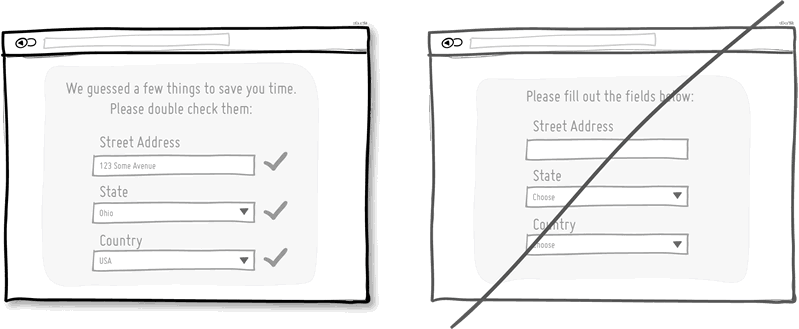 We guessed a few things to save you time.
Please double check them:
Street Address
123 Some Avenue
State
Ohio
Country
USA
Please fill out the fields below:
Street Address
State
Choose
Country
Choose